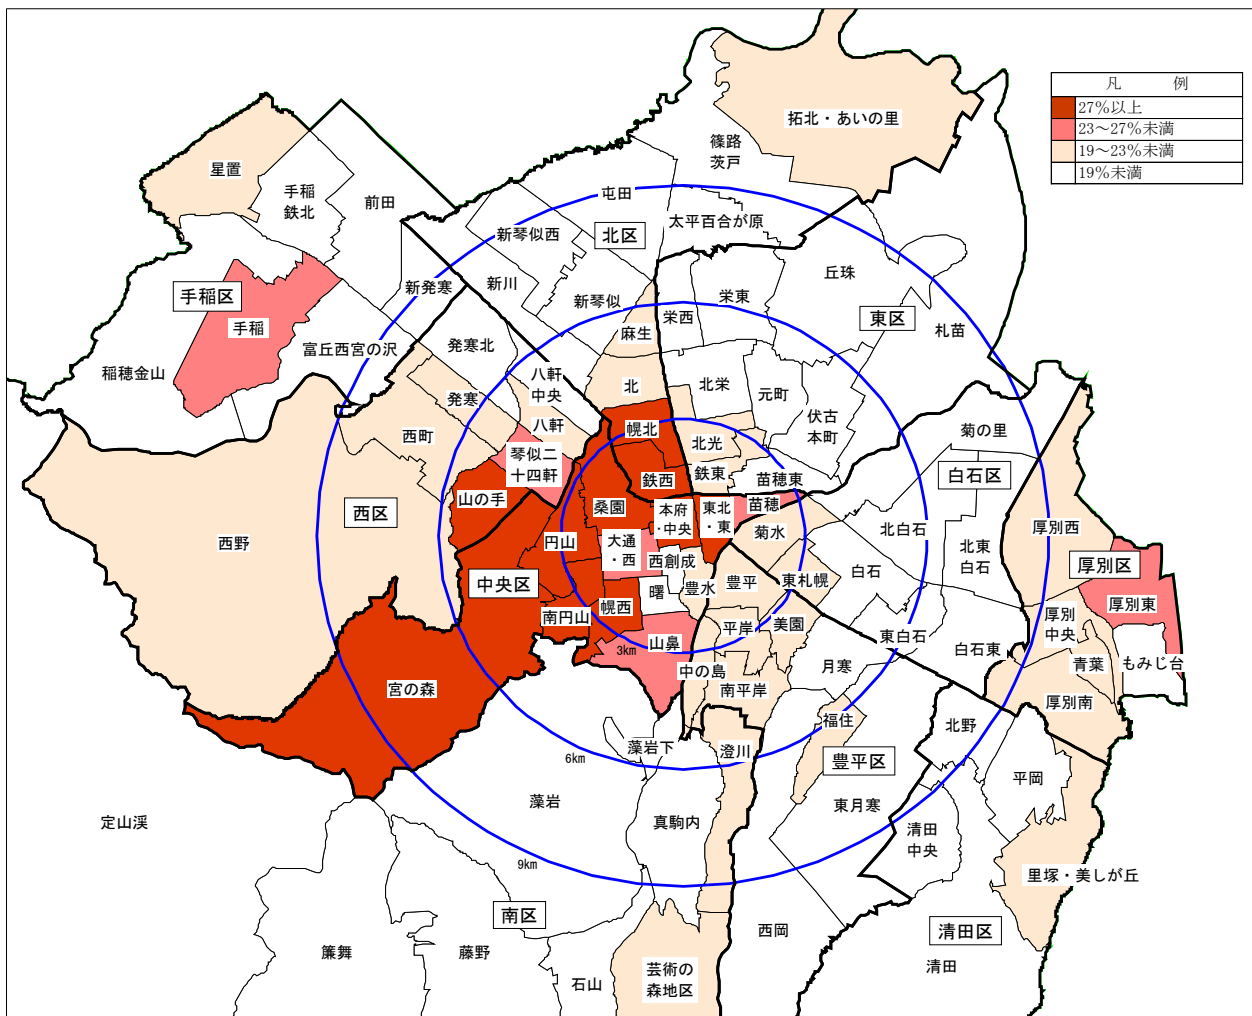 凡　例
27％以上
23～27％未満
19～23％未満
19％未満
拓北・あいの里
篠路
茨戸
星置
手稲
鉄北
前田
屯田
太平百合が原
新琴似西
北区
丘珠
手稲区
新発寒
新川
新琴似
栄東
栄西
東区
札苗
手稲
麻生
富丘西宮の沢
発寒北
稲穂金山
八軒
中央
北
北栄
元町
発寒
伏古
本町
西町
八軒
幌北
北光
菊の里
琴似二
十四軒
鉄西
鉄東
苗穂東
白石区
山の手
桑園
本府
・中央
東北
・東
苗穂
西区
北白石
厚別西
西野
円山
大通
・西
西創成
菊水
北東
白石
厚別区
中央区
曙
豊水
豊平
東札幌
白石
厚別東
南円山
幌西
平岸
美園
厚別
中央
山鼻
3km
東白石
白石東
青葉
もみじ台
中の島
月寒
宮の森
南平岸
厚別南
福住
北野
藻岩下
澄川
6km
豊平区
平岡
藻岩
東月寒
定山渓
真駒内
清田
中央
9km
里塚・美しが丘
南区
西岡
清田区
簾舞
藤野
石山
芸術の
森地区
清田